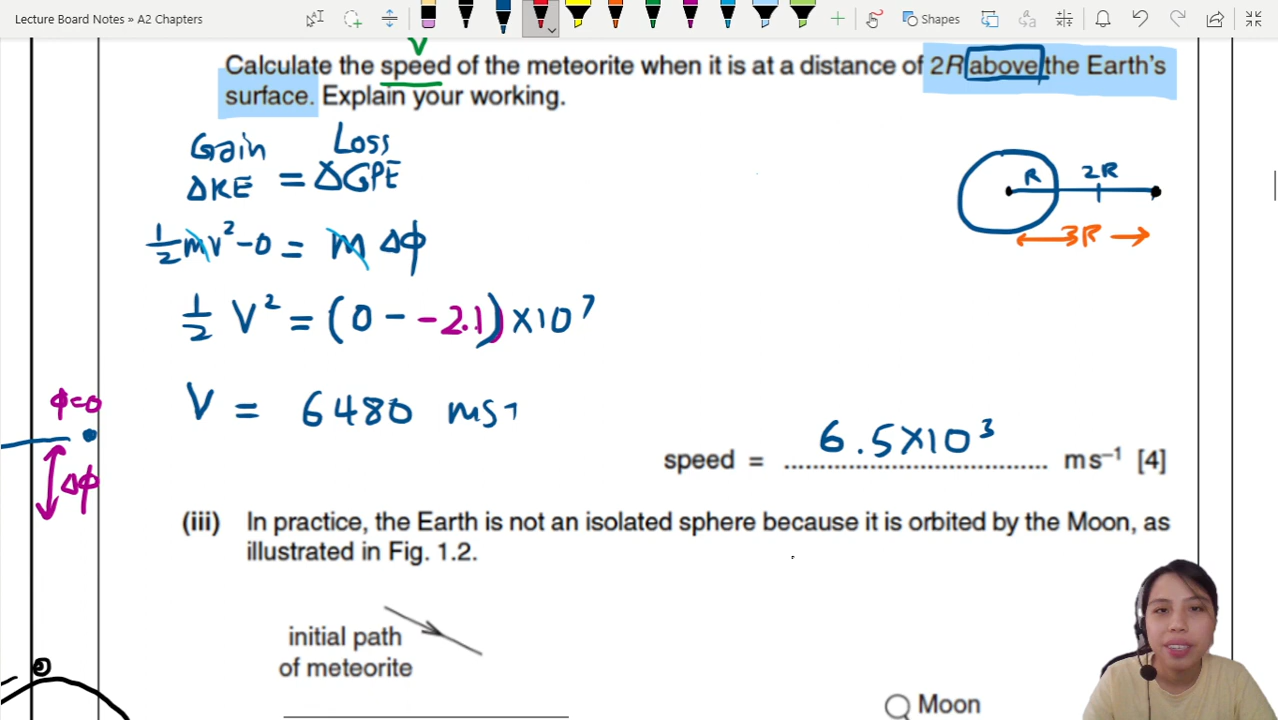 Lecture Board Notes » A2 Chapters
Shapes
V
Calculate the speed of the meteorite when it is at a distance of 2R above the Earth's
surface. Explain your working.
Gain Loss
ΔKE = ΔGPE
R 2R
3R
½mv² - 0 = m Δϕ
½ V² = (0 - -2.1) × 10⁷
ϕ=0
V = 6480 ms⁻
6.5×10³
speed = .......................................... m s⁻¹ [4]
Δϕ
(iii) In practice, the Earth is not an isolated sphere because it is orbited by the Moon, as
illustrated in Fig. 1.2.
initial path
of meteorite
Moon